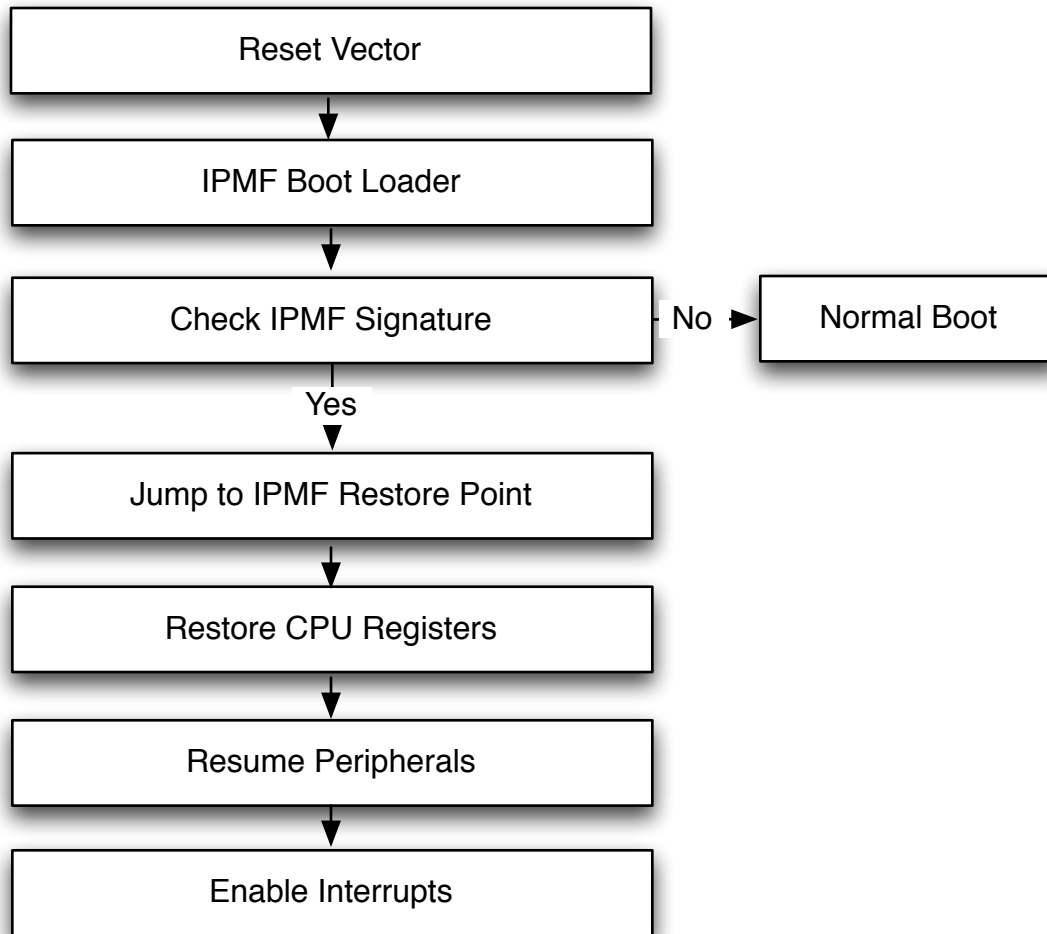 Reset Vector
IPMF Boot Loader
Check IPMF Signature
No
Normal Boot
Yes
Jump to IPMF Restore Point
Restore CPU Registers
Resume Peripherals
Enable Interrupts